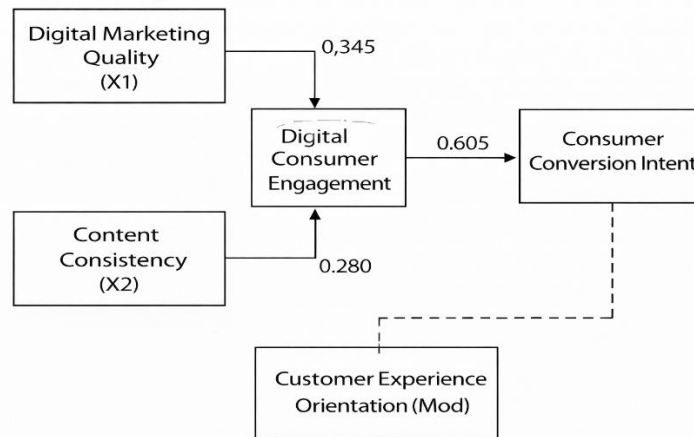 Digital Marketing
Quality
(X1)
0,345
Digital
Consumer
Engagement
0.605
Consumer
Conversion Intent
Content
Consistency
(X2)
0.280
Customer Experience
Orientation (Mod)